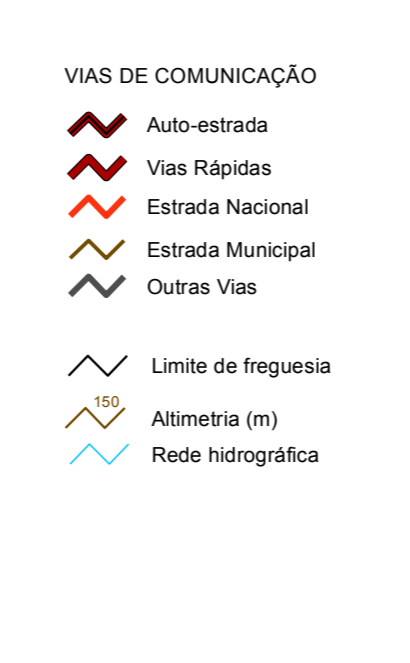 VIAS DE COMUNICAÇÃO
Auto-estrada
Vias Rápidas
Estrada Nacional
Estrada Municipal
Outras Vias
Limite de freguesia
150
Altimetria (m)
Rede hidrográfica